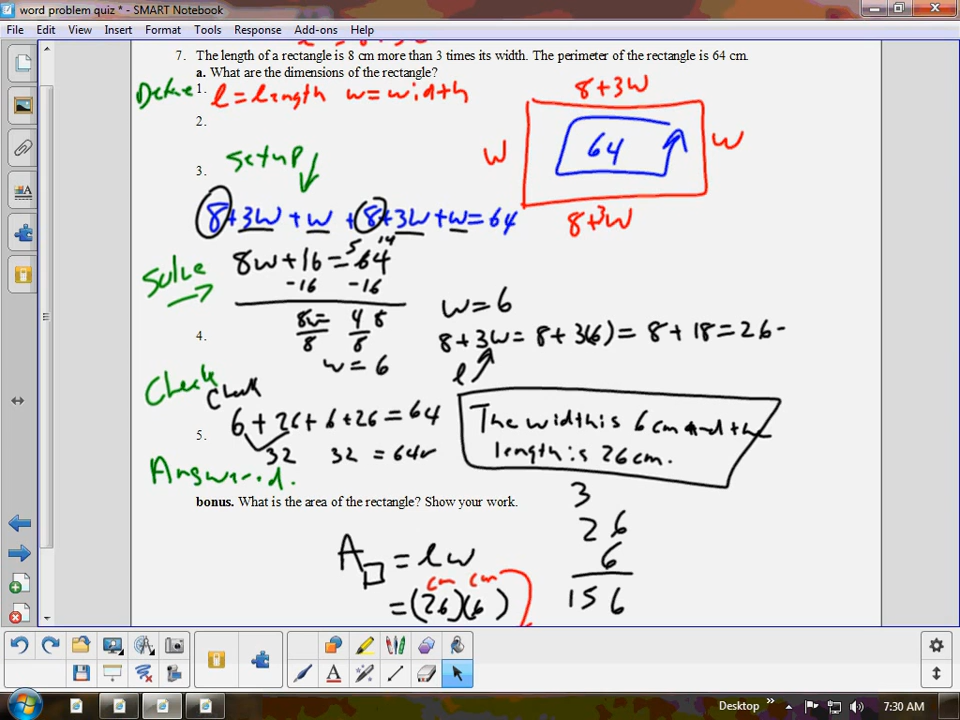 word problem quiz * - SMART Notebook
File Edit View Insert Format Tools Response Add-ons Help
7. The length of a rectangle is 8 cm more than 3 times its width. The perimeter of the rectangle is 64 cm.
a. What are the dimensions of the rectangle?
1. l = length w = width
8+3W
2.
W 64 W
setup
3.
8+3W
8+3W+W+8+3W+W=64
Solve
8W+16=64
5 14
-16 -16
8W= 48
8 8
W=6
4.
W=6
8+3W=8+3(6)=8+18=26
l
Check
Check
6+26+6+26=64
5.
32 32 = 64
The width is 6 cm and the
length is 26cm.
bonus. What is the area of the rectangle? Show your work.
3
26
6
156
A = lw
cm cm
=(26)(6)
Desktop » 7:30 AM